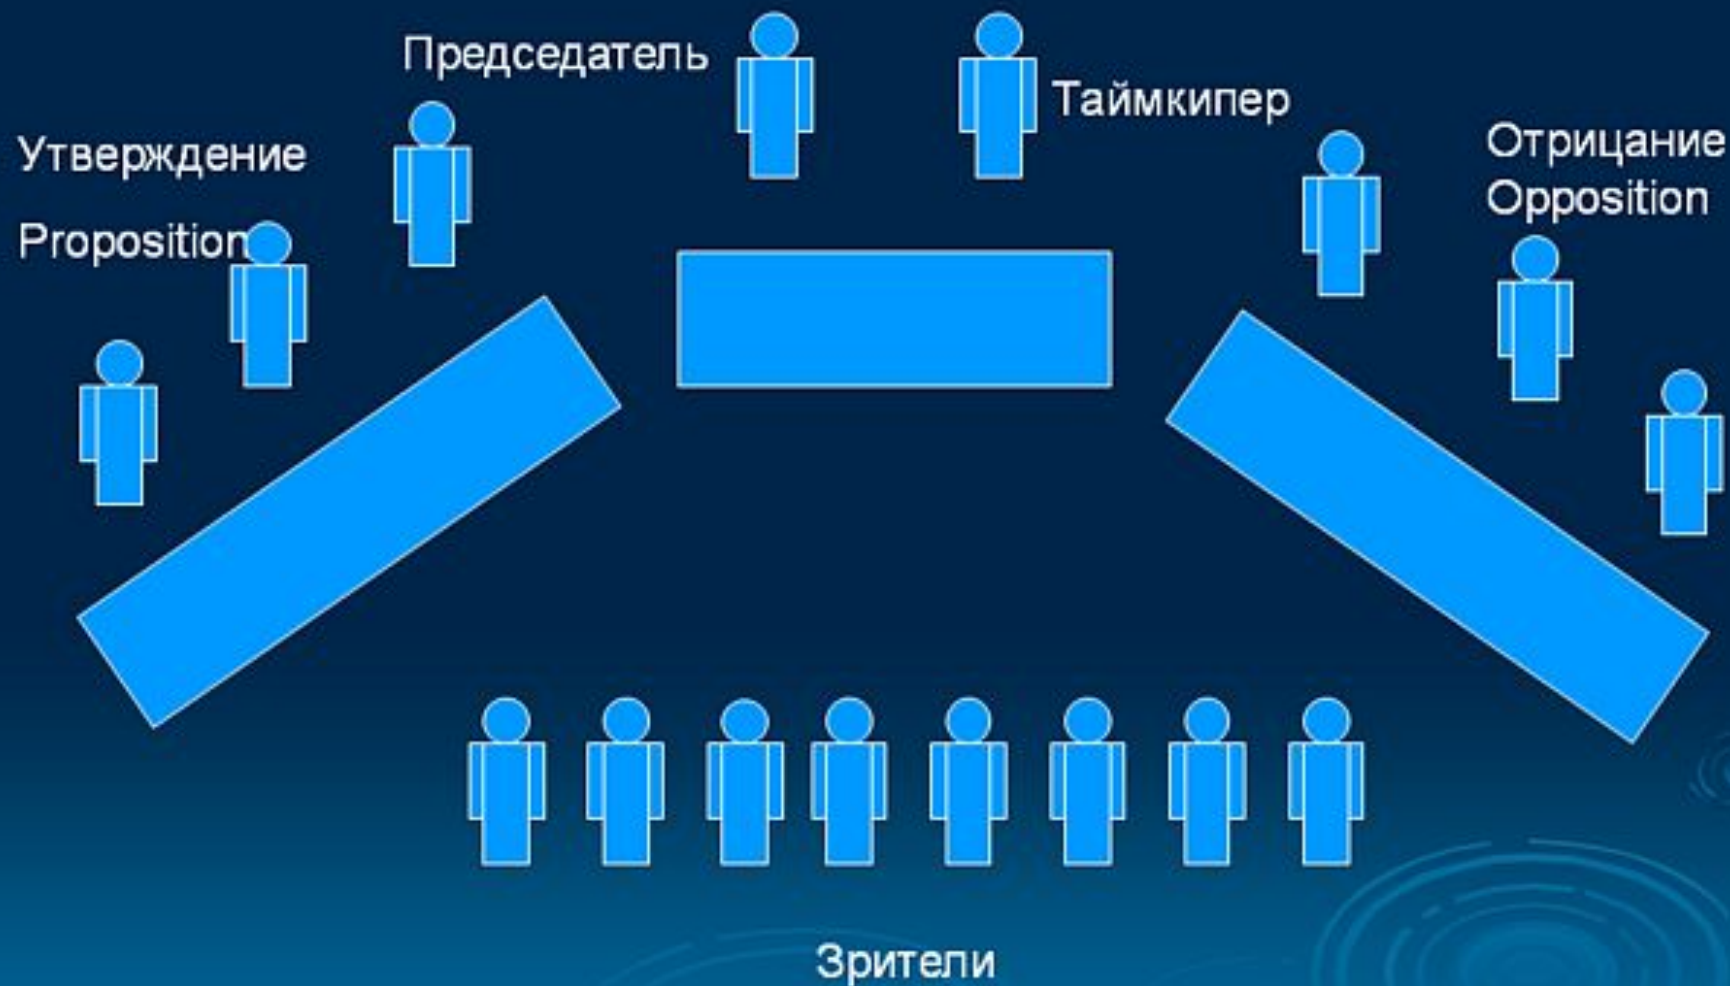 Председатель
Таймкипер
Утверждение
Proposition
Отрицание
Opposition
Зрители